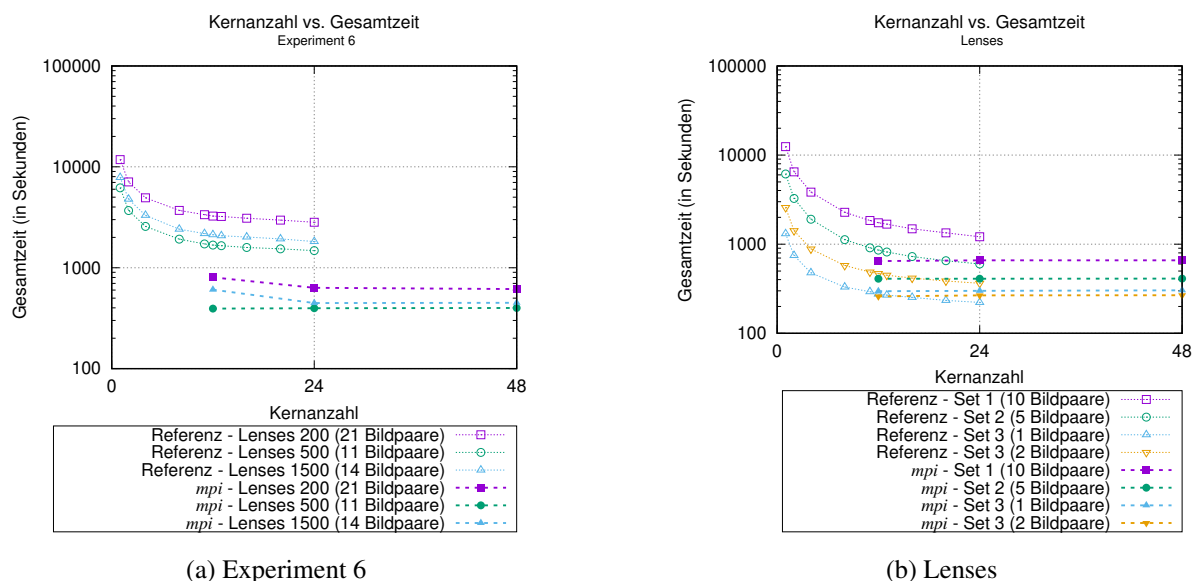 Kernanzahl vs. Gesamtzeit
Experiment 6
Gesamtzeit (in Sekunden)
100000
10000
1000
100
0
24
48
Kernanzahl
Referenz - Lenses 200 (21 Bildpaare)
Referenz - Lenses 500 (11 Bildpaare)
Referenz - Lenses 1500 (14 Bildpaare)
mpi - Lenses 200 (21 Bildpaare)
mpi - Lenses 500 (11 Bildpaare)
mpi - Lenses 1500 (14 Bildpaare)
(a) Experiment 6
Kernanzahl vs. Gesamtzeit
Lenses
Gesamtzeit (in Sekunden)
100000
10000
1000
100
0
24
48
Kernanzahl
Referenz - Set 1 (10 Bildpaare)
Referenz - Set 2 (5 Bildpaare)
Referenz - Set 3 (1 Bildpaare)
Referenz - Set 3 (2 Bildpaare)
mpi - Set 1 (10 Bildpaare)
mpi - Set 2 (5 Bildpaare)
mpi - Set 3 (1 Bildpaare)
mpi - Set 3 (2 Bildpaare)
(b) Lenses